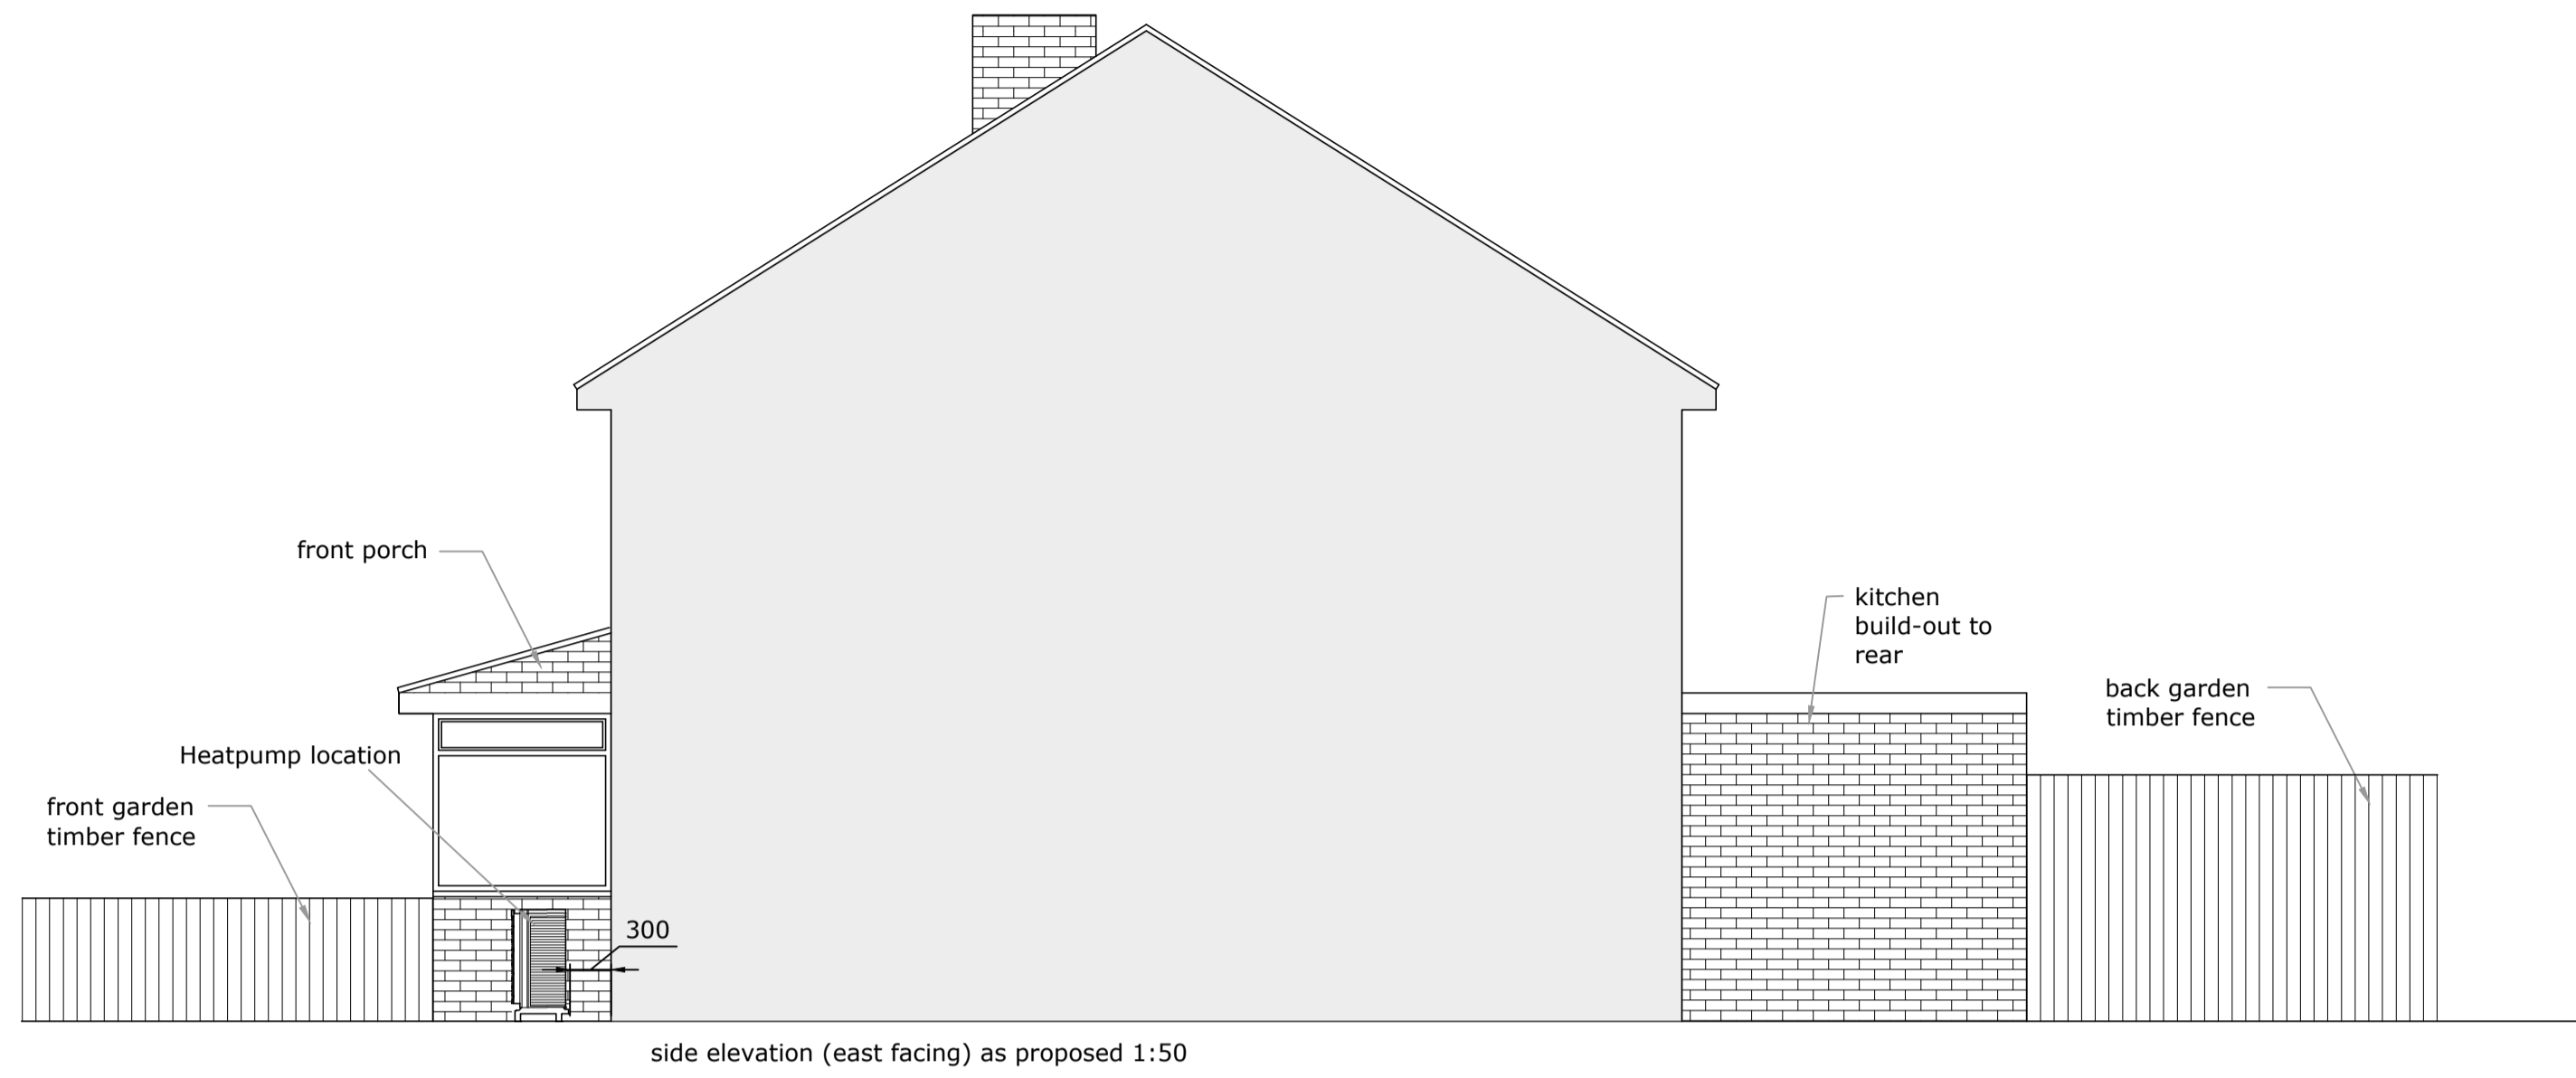 front porch
kitchen
build-out to
rear
back garden
timber fence
Heatpump location
front garden
timber fence
300
side elevation (east facing) as proposed 1:50